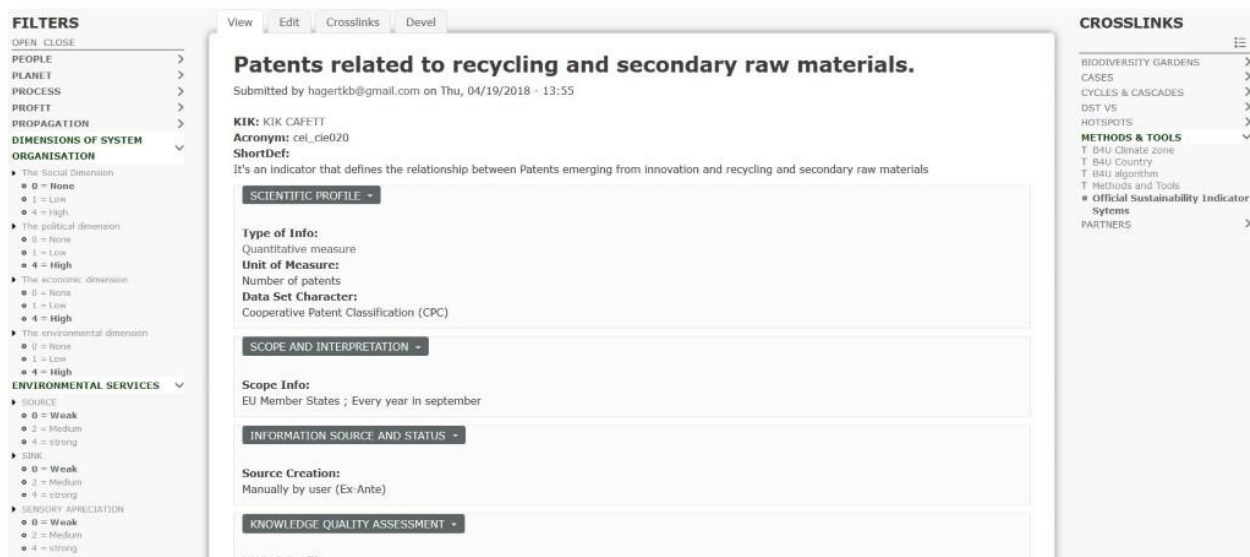 FILTERS
OPEN CLOSE
PEOPLE
PLANET
PROCESS
PROFIT
PROPAGATION
DIMENSIONS OF SYSTEM
ORGANISATION
The Social Dimension
0 = None
1 = Low
4 = High
The political dimension
0 = None
1 = Low
4 = High
The economic dimension
0 = None
1 = Low
4 = High
The environmental dimension
0 = None
1 = Low
4 = High
ENVIRONMENTAL SERVICES
SOURCE
0 = Weak
2 = Medium
4 = strong
SINK
0 = Weak
2 = Medium
4 = strong
SENSORY APRECIATION
0 = Weak
2 = Medium
4 = strong
View Edit Crosslinks Devel
Patents related to recycling and secondary raw materials.
Submitted by hagertkb@gmail.com on Thu, 04/19/2018 - 13:55
KIK: KIK CAFETT
Acronym: cei_cie020
ShortDef:
It's an indicator that defines the relationship between Patents emerging from innovation and recycling and secondary raw materials
SCIENTIFIC PROFILE
Type of Info:
Quantitative measure
Unit of Measure:
Number of patents
Data Set Character:
Cooperative Patent Classification (CPC)
SCOPE AND INTERPRETATION
Scope Info:
EU Member States ; Every year in september
INFORMATION SOURCE AND STATUS
Source Creation:
Manually by user (Ex-Ante)
KNOWLEDGE QUALITY ASSESSMENT
CROSSLINKS
BIODIVERSITY GARDENS
CASES
CYCLES & CASCADES
DST V5
HOTSPOTS
METHODS & TOOLS
T B4U Climate zone
T B4U Country
T B4U algorithm
T Methods and Tools
Official Sustainability Indicator
Sytems
PARTNERS